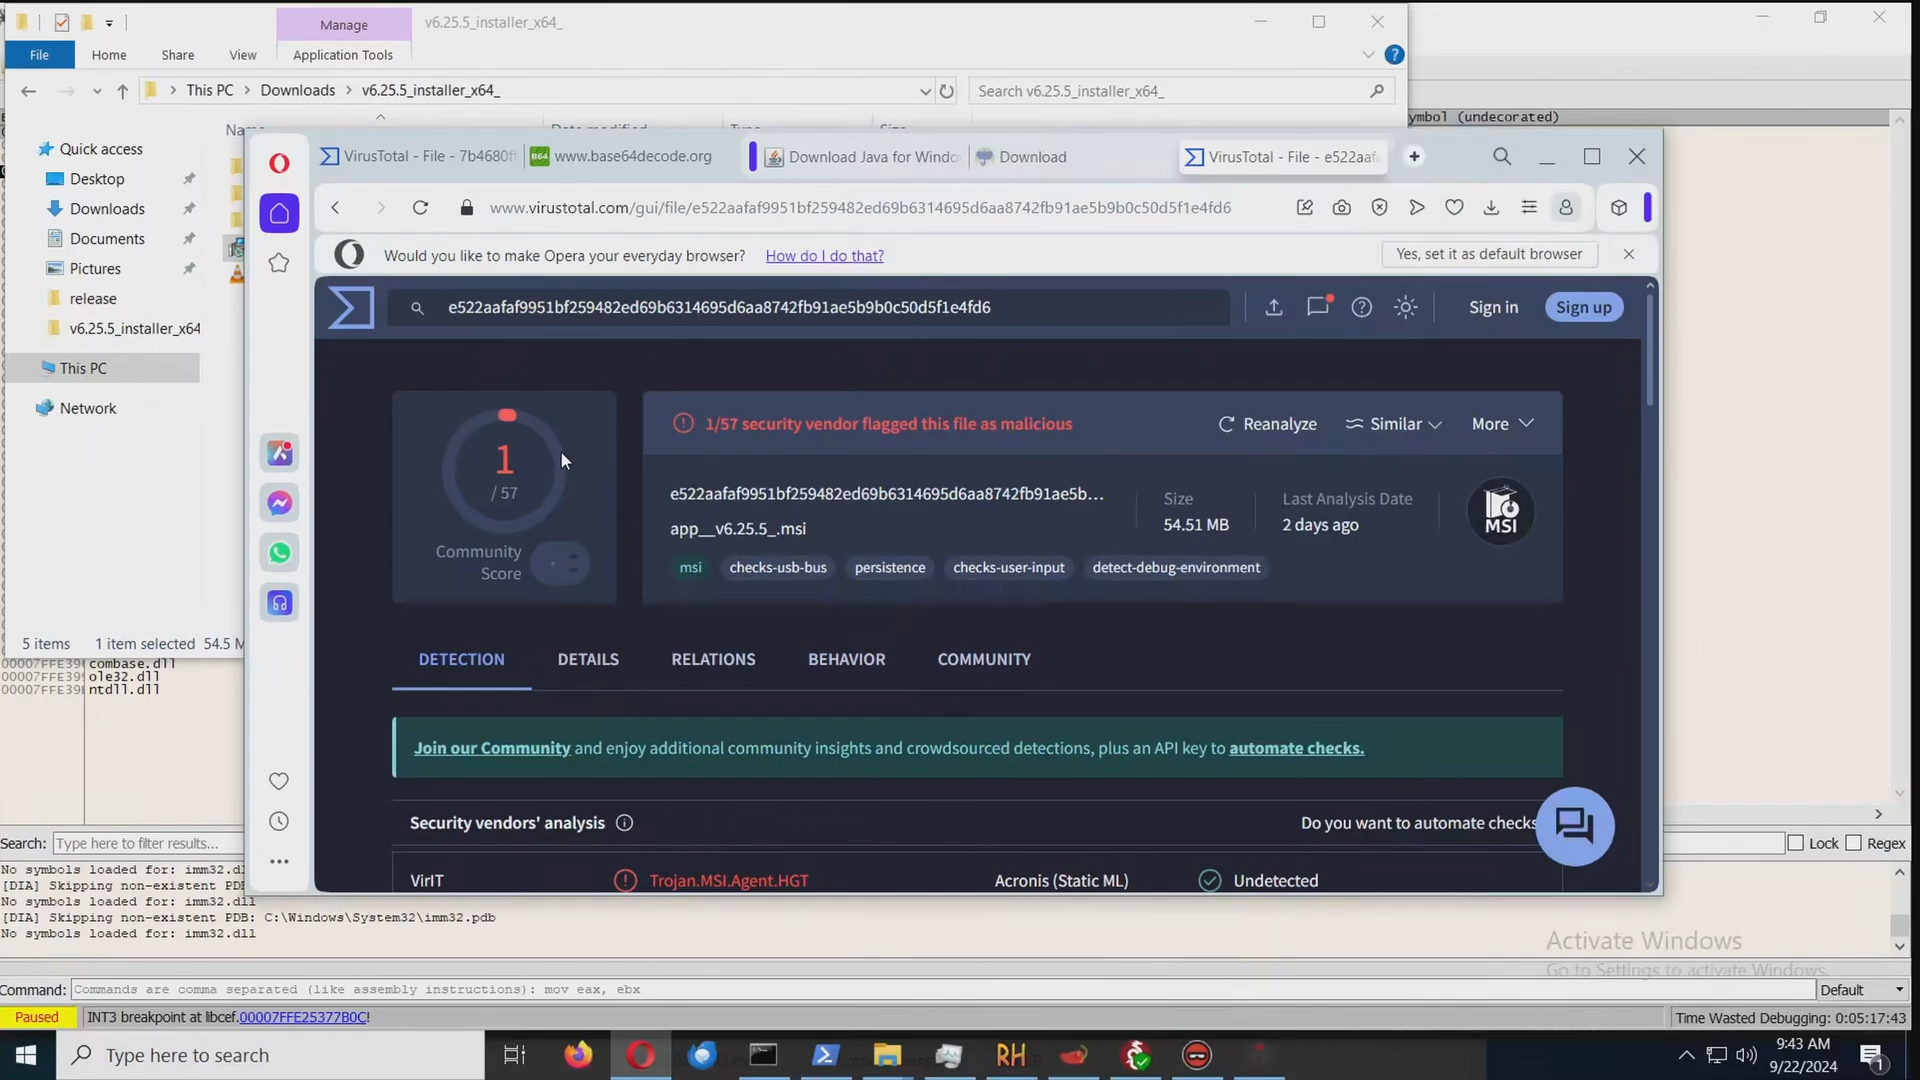 Manage
v6.25.5_installer_x64_
File
Home
Share
View
Application Tools
This PC
Downloads
v6.25.5_installer_x64_
Search v6.25.5_installer_x64_
Date modified
Type
Size
ymbol (undecorated)
Quick access
Desktop
Downloads
Documents
Pictures
release
v6.25.5_installer_x64
This PC
Network
5 items
1 item selected
54.5 M
VirusTotal - File - 7b4680f
B64
www.base64decode.org
Download Java for Windo
Download
VirusTotal - File - e522aaf
www.virustotal.com/gui/file/e522aafaf9951bf259482ed69b6314695d6aa8742fb91ae5b9b0c50d5f1e4fd6
Would you like to make Opera your everyday browser?
How do I do that?
Yes, set it as default browser
e522aafaf9951bf259482ed69b6314695d6aa8742fb91ae5b9b0c50d5f1e4fd6
Sign in
Sign up
1
/ 57
Community
Score
1/57 security vendor flagged this file as malicious
Reanalyze
Similar
More
e522aafaf9951bf259482ed69b6314695d6aa8742fb91ae5b...
app__v6.25.5_.msi
Size
54.51 MB
Last Analysis Date
2 days ago
MSI
msi
checks-usb-bus
persistence
checks-user-input
detect-debug-environment
DETECTION
DETAILS
RELATIONS
BEHAVIOR
COMMUNITY
Join our Community and enjoy additional community insights and crowdsourced detections, plus an API key to automate checks.
Security vendors' analysis
Do you want to automate checks
VirIT
Trojan.MSI.Agent.HGT
Acronis (Static ML)
Undetected
00007FFE39
combase.dll
00007FFE39
ole32.dll
00007FFE39
ntdll.dll
Search:
Type here to filter results...
Lock
Regex
No symbols loaded for: imm32.dl
[DIA] Skipping non-existent PDB
No symbols loaded for: imm32.dll
[DIA] Skipping non-existent PDB: C:\Windows\System32\imm32.pdb
No symbols loaded for: imm32.dll
Activate Windows
Go to Settings to activate Windows.
Command:
Commands are comma separated (like assembly instructions): mov eax, ebx
Default
Paused
INT3 breakpoint at libcef.00007FFE25377B0C!
Time Wasted Debugging: 0:05:17:43
Type here to search
RH
9:43 AM
9/22/2024
1